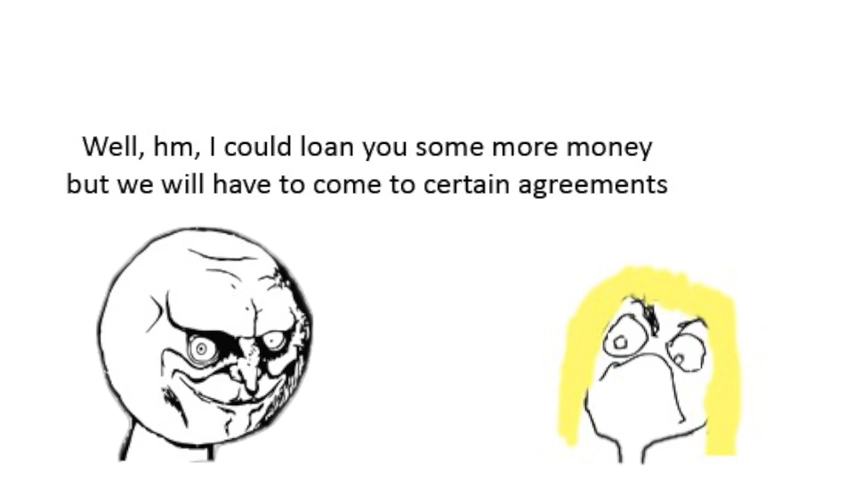 Well, hm, I could loan you some more money
but we will have to come to certain agreements